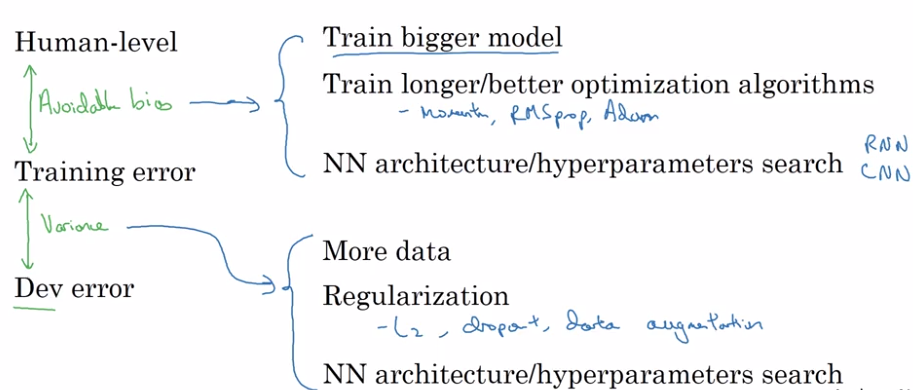 Human-level
Avoidable bias
Training error
Variance
Dev error
Train bigger model
Train longer/better optimization algorithms
- Momentum, RMSprop, Adam
NN architecture/hyperparameters search
RNN
CNN
More data
Regularization
- L2, dropout, data augmentation
NN architecture/hyperparameters search